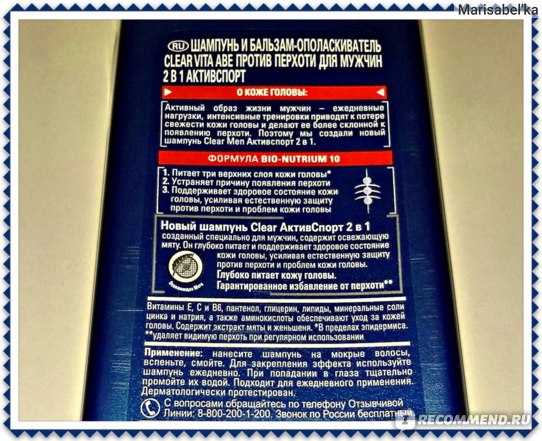 Marisabel'ka
RU ШАМПУНЬ И БАЛЬЗАМ-ОПОЛАСКИВАТЕЛЬ
CLEAR VITA ABE ПРОТИВ ПЕРХОТИ ДЛЯ МУЖЧИН
2 В 1 АКТИВСПОРТ
О КОЖЕ ГОЛОВЫ:
Активный образ жизни мужчин – ежедневные
нагрузки, интенсивные тренировки приводят к потере
свежести кожи головы и делают ее более склонной к
появлению перхоти. Поэтому мы создали новый
шампунь Clear Men Активспорт 2 в 1.
ФОРМУЛА BIO-NUTRIUM 10
1. Питает три верхних слоя кожи головы*
2. Устраняет причину появления перхоти
3. Поддерживает здоровое состояние кожи
головы, усиливая естественную защиту
против перхоти и проблем кожи головы
Новый шампунь Clear АктивСпорт 2 в 1
созданный специально для мужчин, содержит освежающую
мяту. Он глубоко питает и поддерживает здоровое состояние
кожи головы, усиливая естественную защиту
против перхоти и проблем кожи головы.
Глубоко питает кожу головы.
Гарантированное избавление от перхоти**
Витамины Е, С и В6, пантенол, глицерин, липиды, минеральные соли
цинка и натрия, а также аминокислоты обеспечивают уход за кожей
головы. Содержит экстракт мяты и женьшеня. *В пределах эпидермиса.
**удаляет видимую перхоть при регулярном использовании
Применение: нанесите шампунь на мокрые волосы,
вспеньте, смойте. Для закрепления эффекта используйте
шампунь ежедневно. При попадании в глаза тщательно
промойте их водой. Подходит для ежедневного применения.
Дерматологически протестирован.
С вопросами обращайтесь по телефону Отзывчивой
Линии: 8-800-200-1-200. Звонок по России бесплатный
RECOMMEND.RU